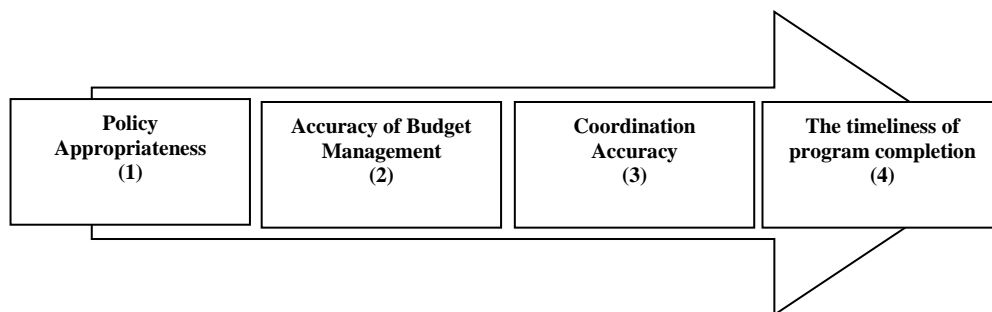 Policy
Appropriateness
(1)
Accuracy of Budget
Management
(2)
Coordination
Accuracy
(3)
The timeliness of
program completion
(4)